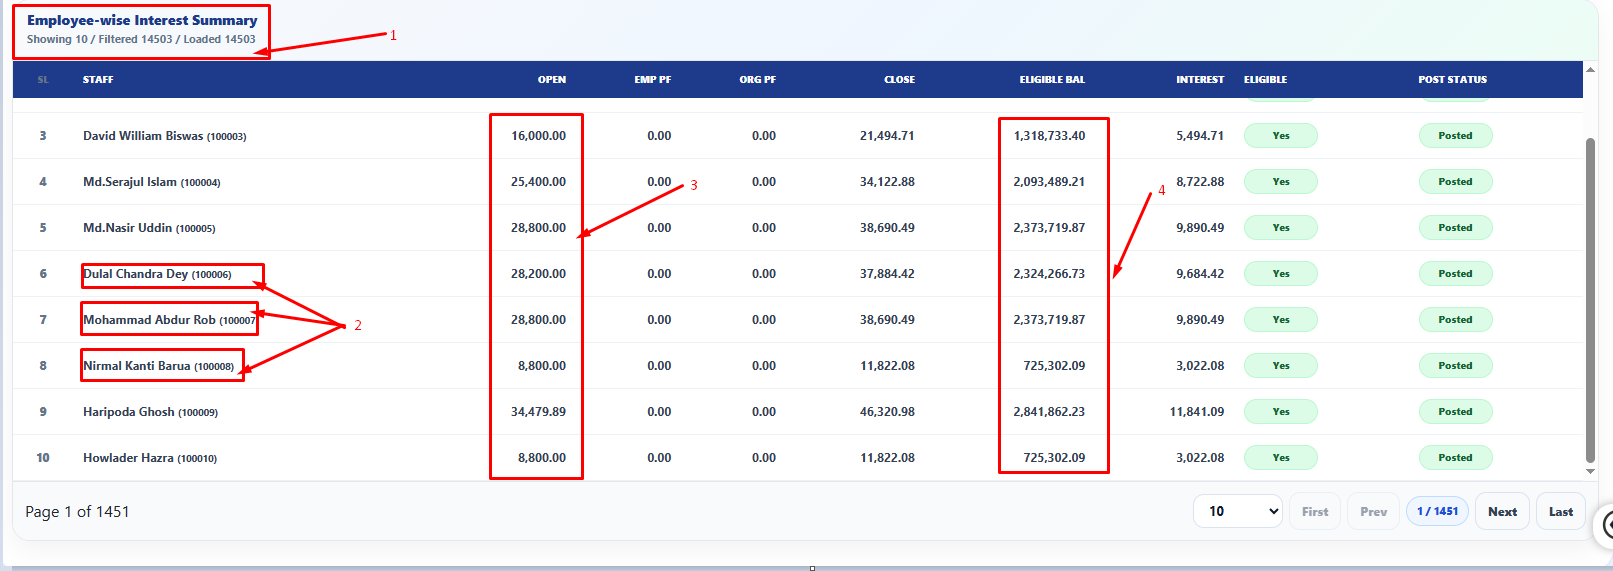 Employee-wise Interest Summary
Showing 10 / Filtered 14503 / Loaded 14503
1
SL STAFF OPEN EMP PF ORG PF CLOSE ELIGIBLE BAL INTEREST ELIGIBLE POST STATUS
3 David William Biswas (100003) 16,000.00 0.00 0.00 21,494.71 1,318,733.40 5,494.71 Yes Posted
4 Md.Serajul Islam (100004) 25,400.00 0.00 0.00 34,122.88 2,093,489.21 8,722.88 Yes Posted
3
4
5 Md.Nasir Uddin (100005) 28,800.00 0.00 0.00 38,690.49 2,373,719.87 9,890.49 Yes Posted
6 Dulal Chandra Dey (100006) 28,200.00 0.00 0.00 37,884.42 2,324,266.73 9,684.42 Yes Posted
7 Mohammad Abdur Rob (100007 28,800.00 0.00 0.00 38,690.49 2,373,719.87 9,890.49 Yes Posted
2
8 Nirmal Kanti Barua (100008) 8,800.00 0.00 0.00 11,822.08 725,302.09 3,022.08 Yes Posted
9 Haripoda Ghosh (100009) 34,479.89 0.00 0.00 46,320.98 2,841,862.23 11,841.09 Yes Posted
10 Howlader Hazra (100010) 8,800.00 0.00 0.00 11,822.08 725,302.09 3,022.08 Yes Posted
Page 1 of 1451 10 First Prev 1 / 1451 Next Last